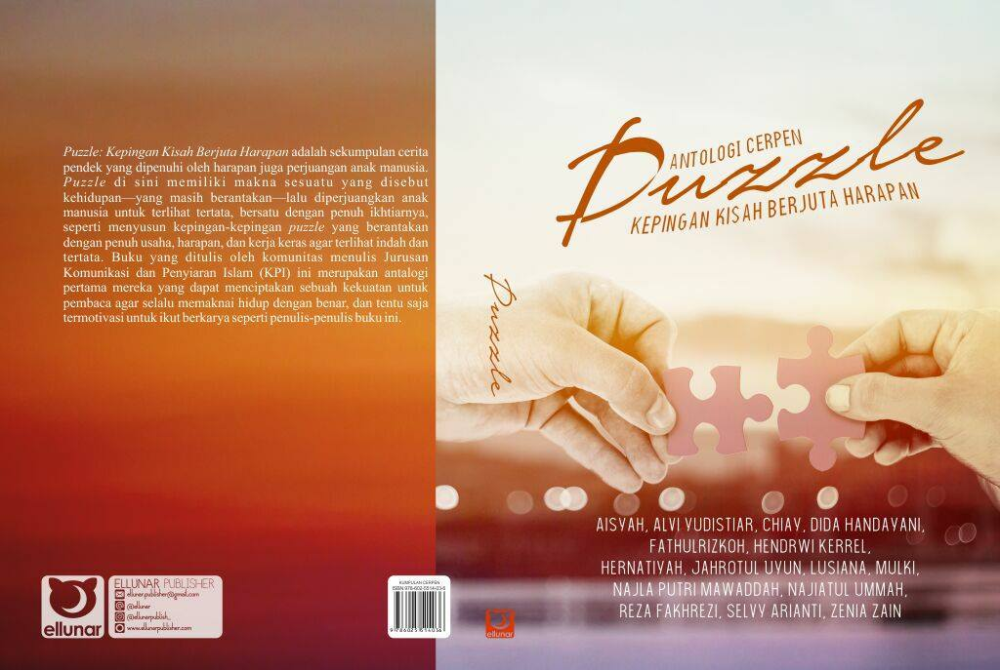 Puzzle: Kepingan Kisah Berjuta Harapan adalah sekumpulan cerita
pendek yang dipenuhi oleh harapan juga perjuangan anak manusia.
Puzzle di sini memiliki makna sesuatu yang disebut
kehidupan—yang masih berantakan—lalu diperjuangkan anak
manusia untuk terlihat tertata, bersatu dengan penuh ikhtiarnya,
seperti menyusun kepingan-kepingan puzzle yang berantakan
dengan penuh usaha, harapan, dan kerja keras agar terlihat indah dan
tertata. Buku yang ditulis oleh komunitas menulis Jurusan
Komunikasi dan Penyiaran Islam (KPI) ini merupakan antalogi
pertama mereka yang dapat menciptakan sebuah kekuatan untuk
pembaca agar selalu memaknai hidup dengan benar, dan tentu saja
termotivasi untuk ikut berkarya seperti penulis-penulis buku ini.
ellunar
ELLUNAR PUBLISHER
ellunar.publisher@gmail.com
@ellunar
@ellunarpublish_
www.ellunarpublisher.com
KUMPULAN CERPEN
ISBN 978-602-5514-03-6
9 786025 514036
Puzzle
ellunar
ANTOLOGI CERPEN
Puzzle
KEPINGAN KISAH BERJUTA HARAPAN
AISYAH, ALVI YUDISTIAR, CHIAY, DIDA HANDAYANI,
FATHULRIZKOH, HENDRWI KERREL,
HERNATIYAH, JAHROTUL UYUN, LUSIANA, MULKI,
NAJLA PUTRI MAWADDAH, NAJIATUL UMMAH,
REZA FAKHREZI, SELVY ARIANTI, ZENIA ZAIN